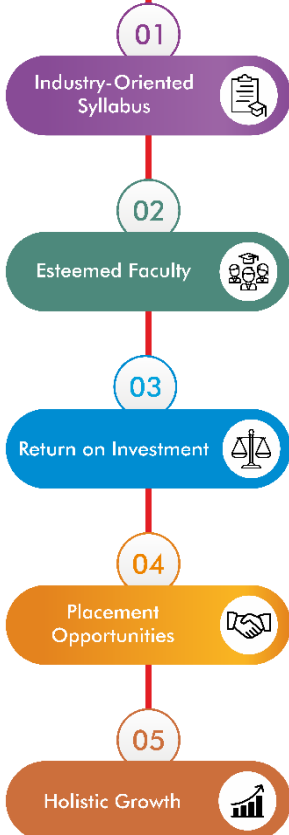 01
Industry-Oriented
Syllabus
02
Esteemed Faculty
03
Return on Investment
04
Placement
Opportunities
05
Holistic Growth